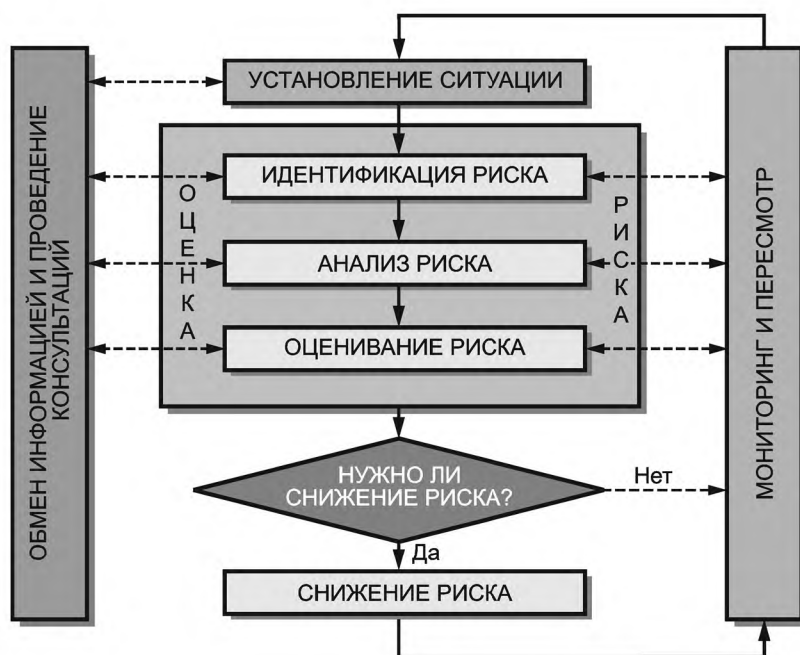 ОБМЕН ИНФОРМАЦИЕЙ И ПРОВЕДЕНИЕ
КОНСУЛЬТАЦИЙ
УСТАНОВЛЕНИЕ СИТУАЦИИ
ОЦЕНКА
ИДЕНТИФИКАЦИЯ РИСКА
АНАЛИЗ РИСКА
ОЦЕНИВАНИЕ РИСКА
РИСКА
НУЖНО ЛИ
СНИЖЕНИЕ РИСКА?
Нет
Да
СНИЖЕНИЕ РИСКА
МОНИТОРИНГ И ПЕРЕСМОТР